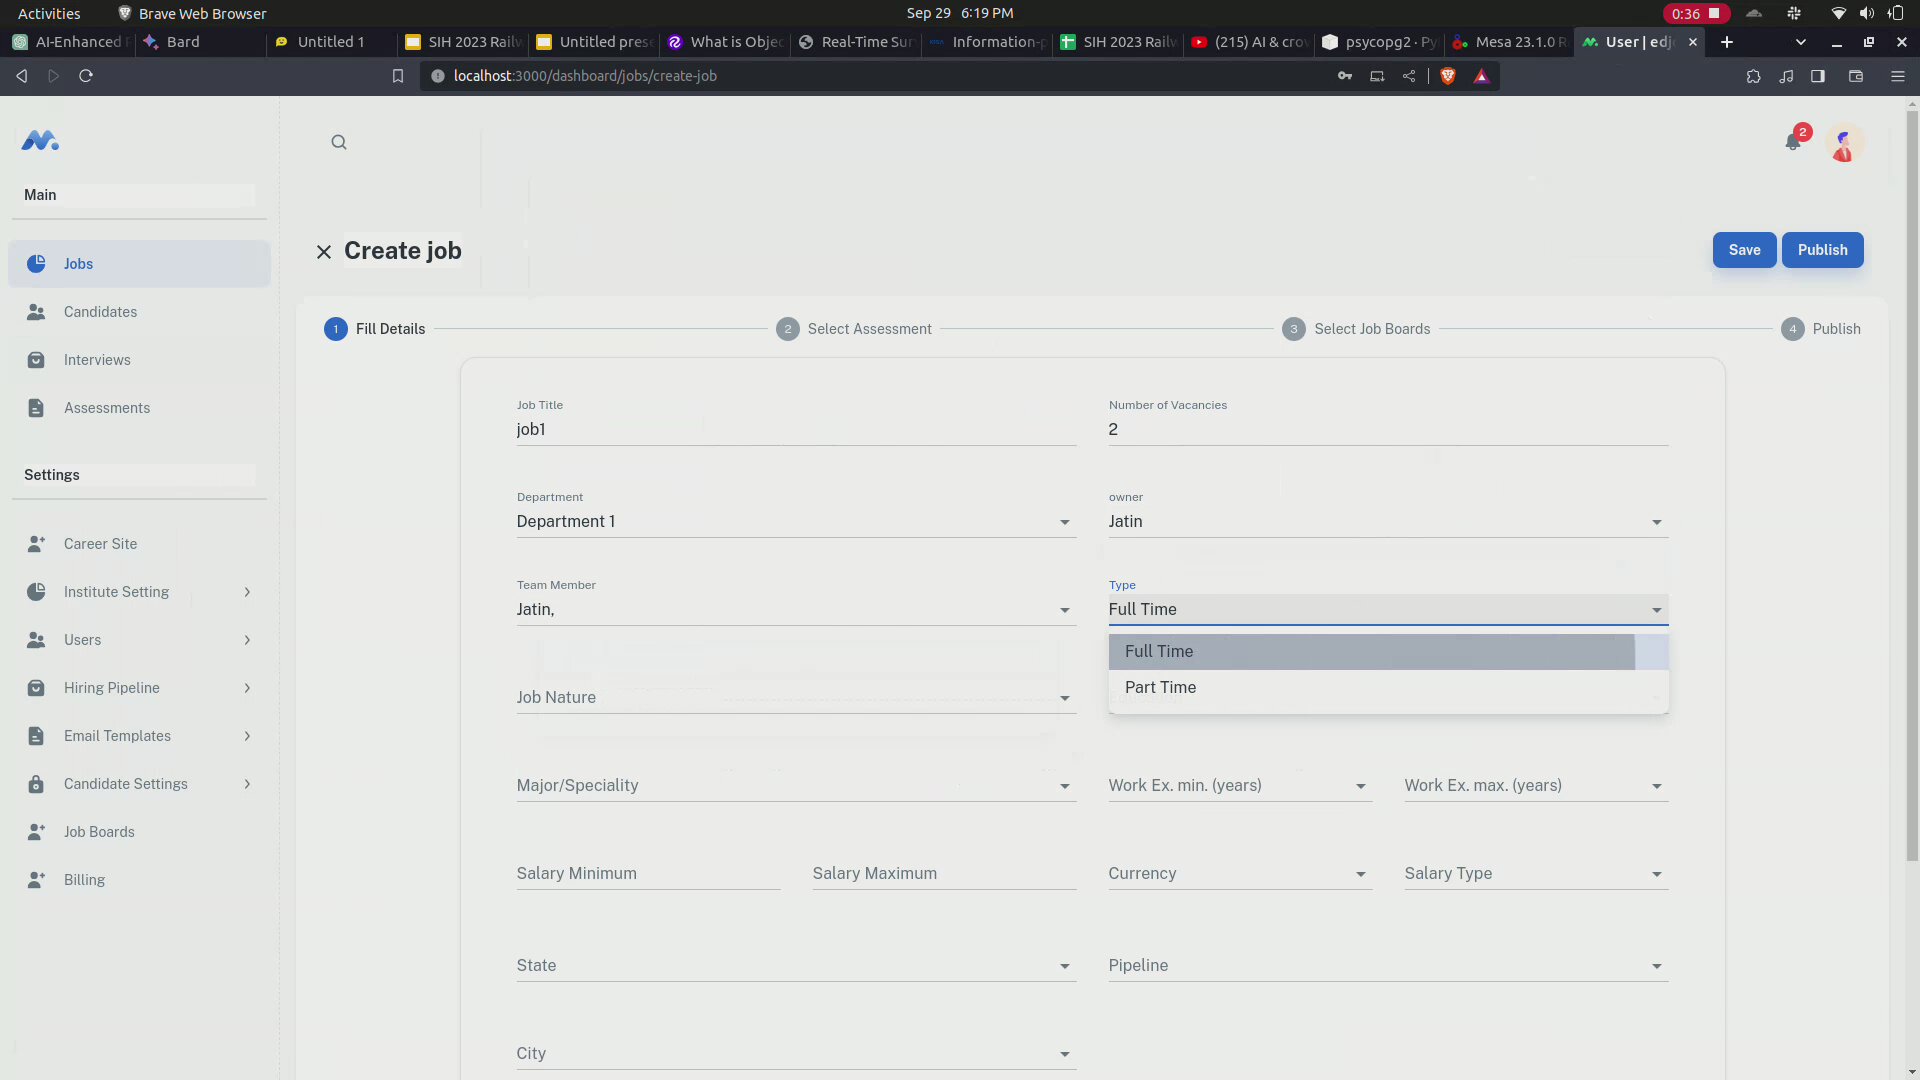 Activities Brave Web Browser Sep 29 6:19 PM 0:36
AI-Enhanced Bard Untitled 1 SIH 2023 Railw Untitled prese What is Objec Real-Time Sur Information-p SIH 2023 Railw (215) AI & crow psycopg2 · Py Mesa 23.1.0 R User | edj
localhost:3000/dashboard/jobs/create-job
2
Main
Create job Save Publish
Jobs
Candidates
Interviews
Assessments
1 Fill Details 2 Select Assessment 3 Select Job Boards 4 Publish
Settings
Career Site
Institute Setting
Users
Hiring Pipeline
Email Templates
Candidate Settings
Job Boards
Billing
Job Title Number of Vacancies
job1 2
Department owner
Department 1 Jatin
Team Member Type
Jatin, Full Time
Full Time
Part Time
Job Nature
Major/Speciality Work Ex. min. (years) Work Ex. max. (years)
Salary Minimum Salary Maximum Currency Salary Type
State Pipeline
City